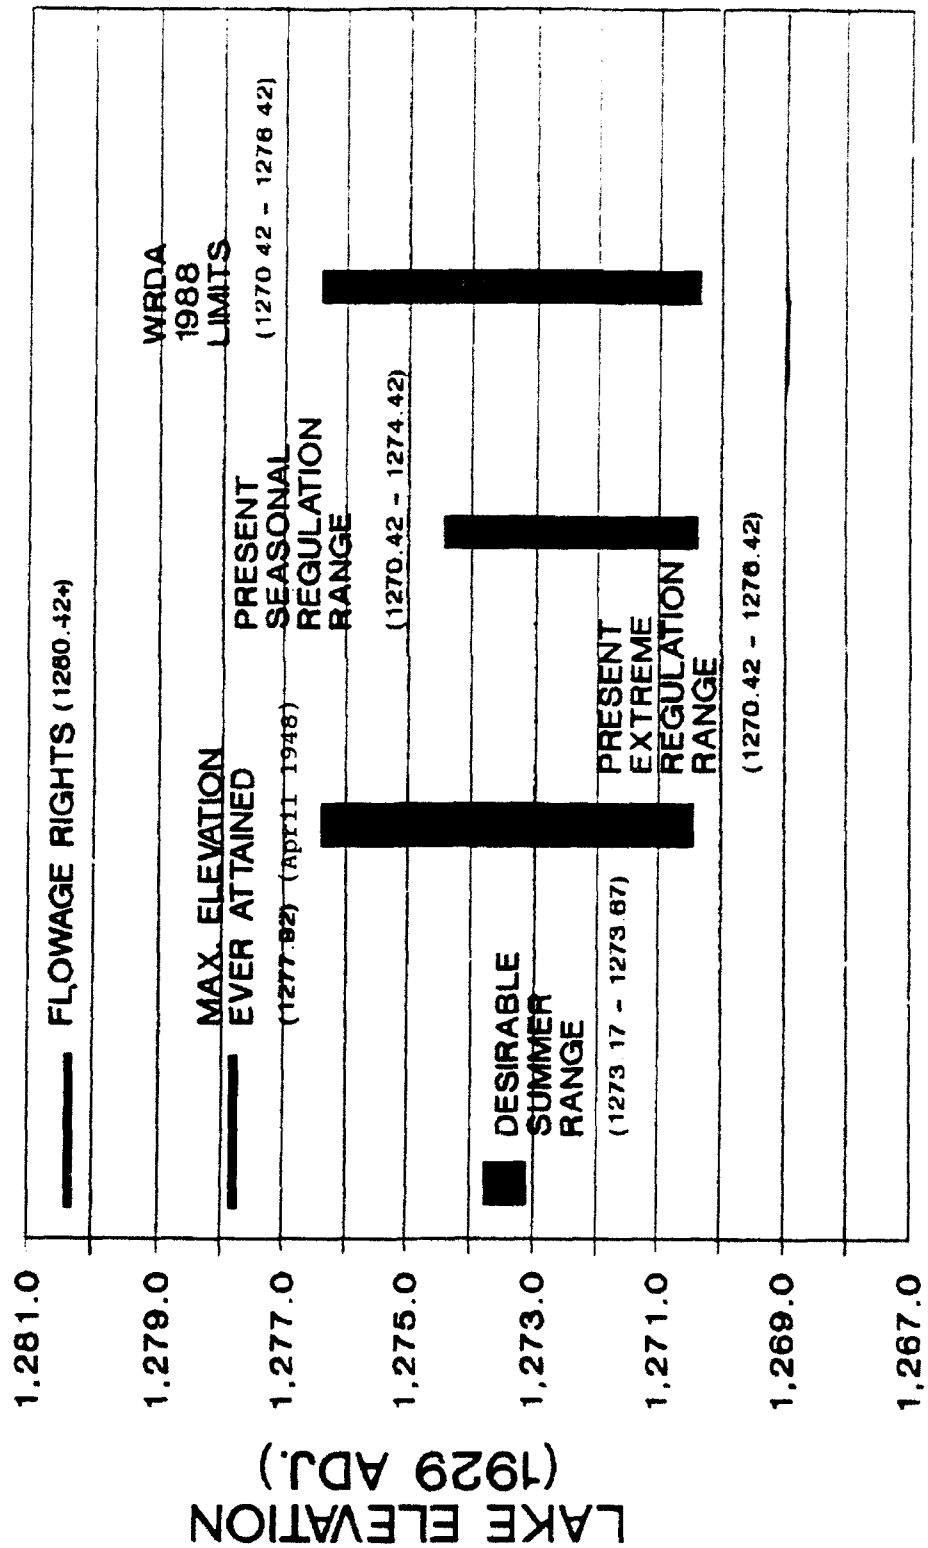 LAKE ELEVATION
(1929 ADJ.)
1,281.0
1,279.0
1,277.0
1,275.0
1,273.0
1,271.0
1,269.0
1,267.0
FLOWAGE RIGHTS (1280.42+)
MAX. ELEVATION
EVER ATTAINED
(1277.92) (April 1948)
DESIRABLE
SUMMER
RANGE
(1273.17 - 1273.67)
PRESENT
EXTREME
REGULATION
RANGE
(1270.42 - 1276.42)
PRESENT
SEASONAL
REGULATION
RANGE
(1270.42 - 1274.42)
WRDA
1988
LIMITS
(1270 42 - 1276 42)